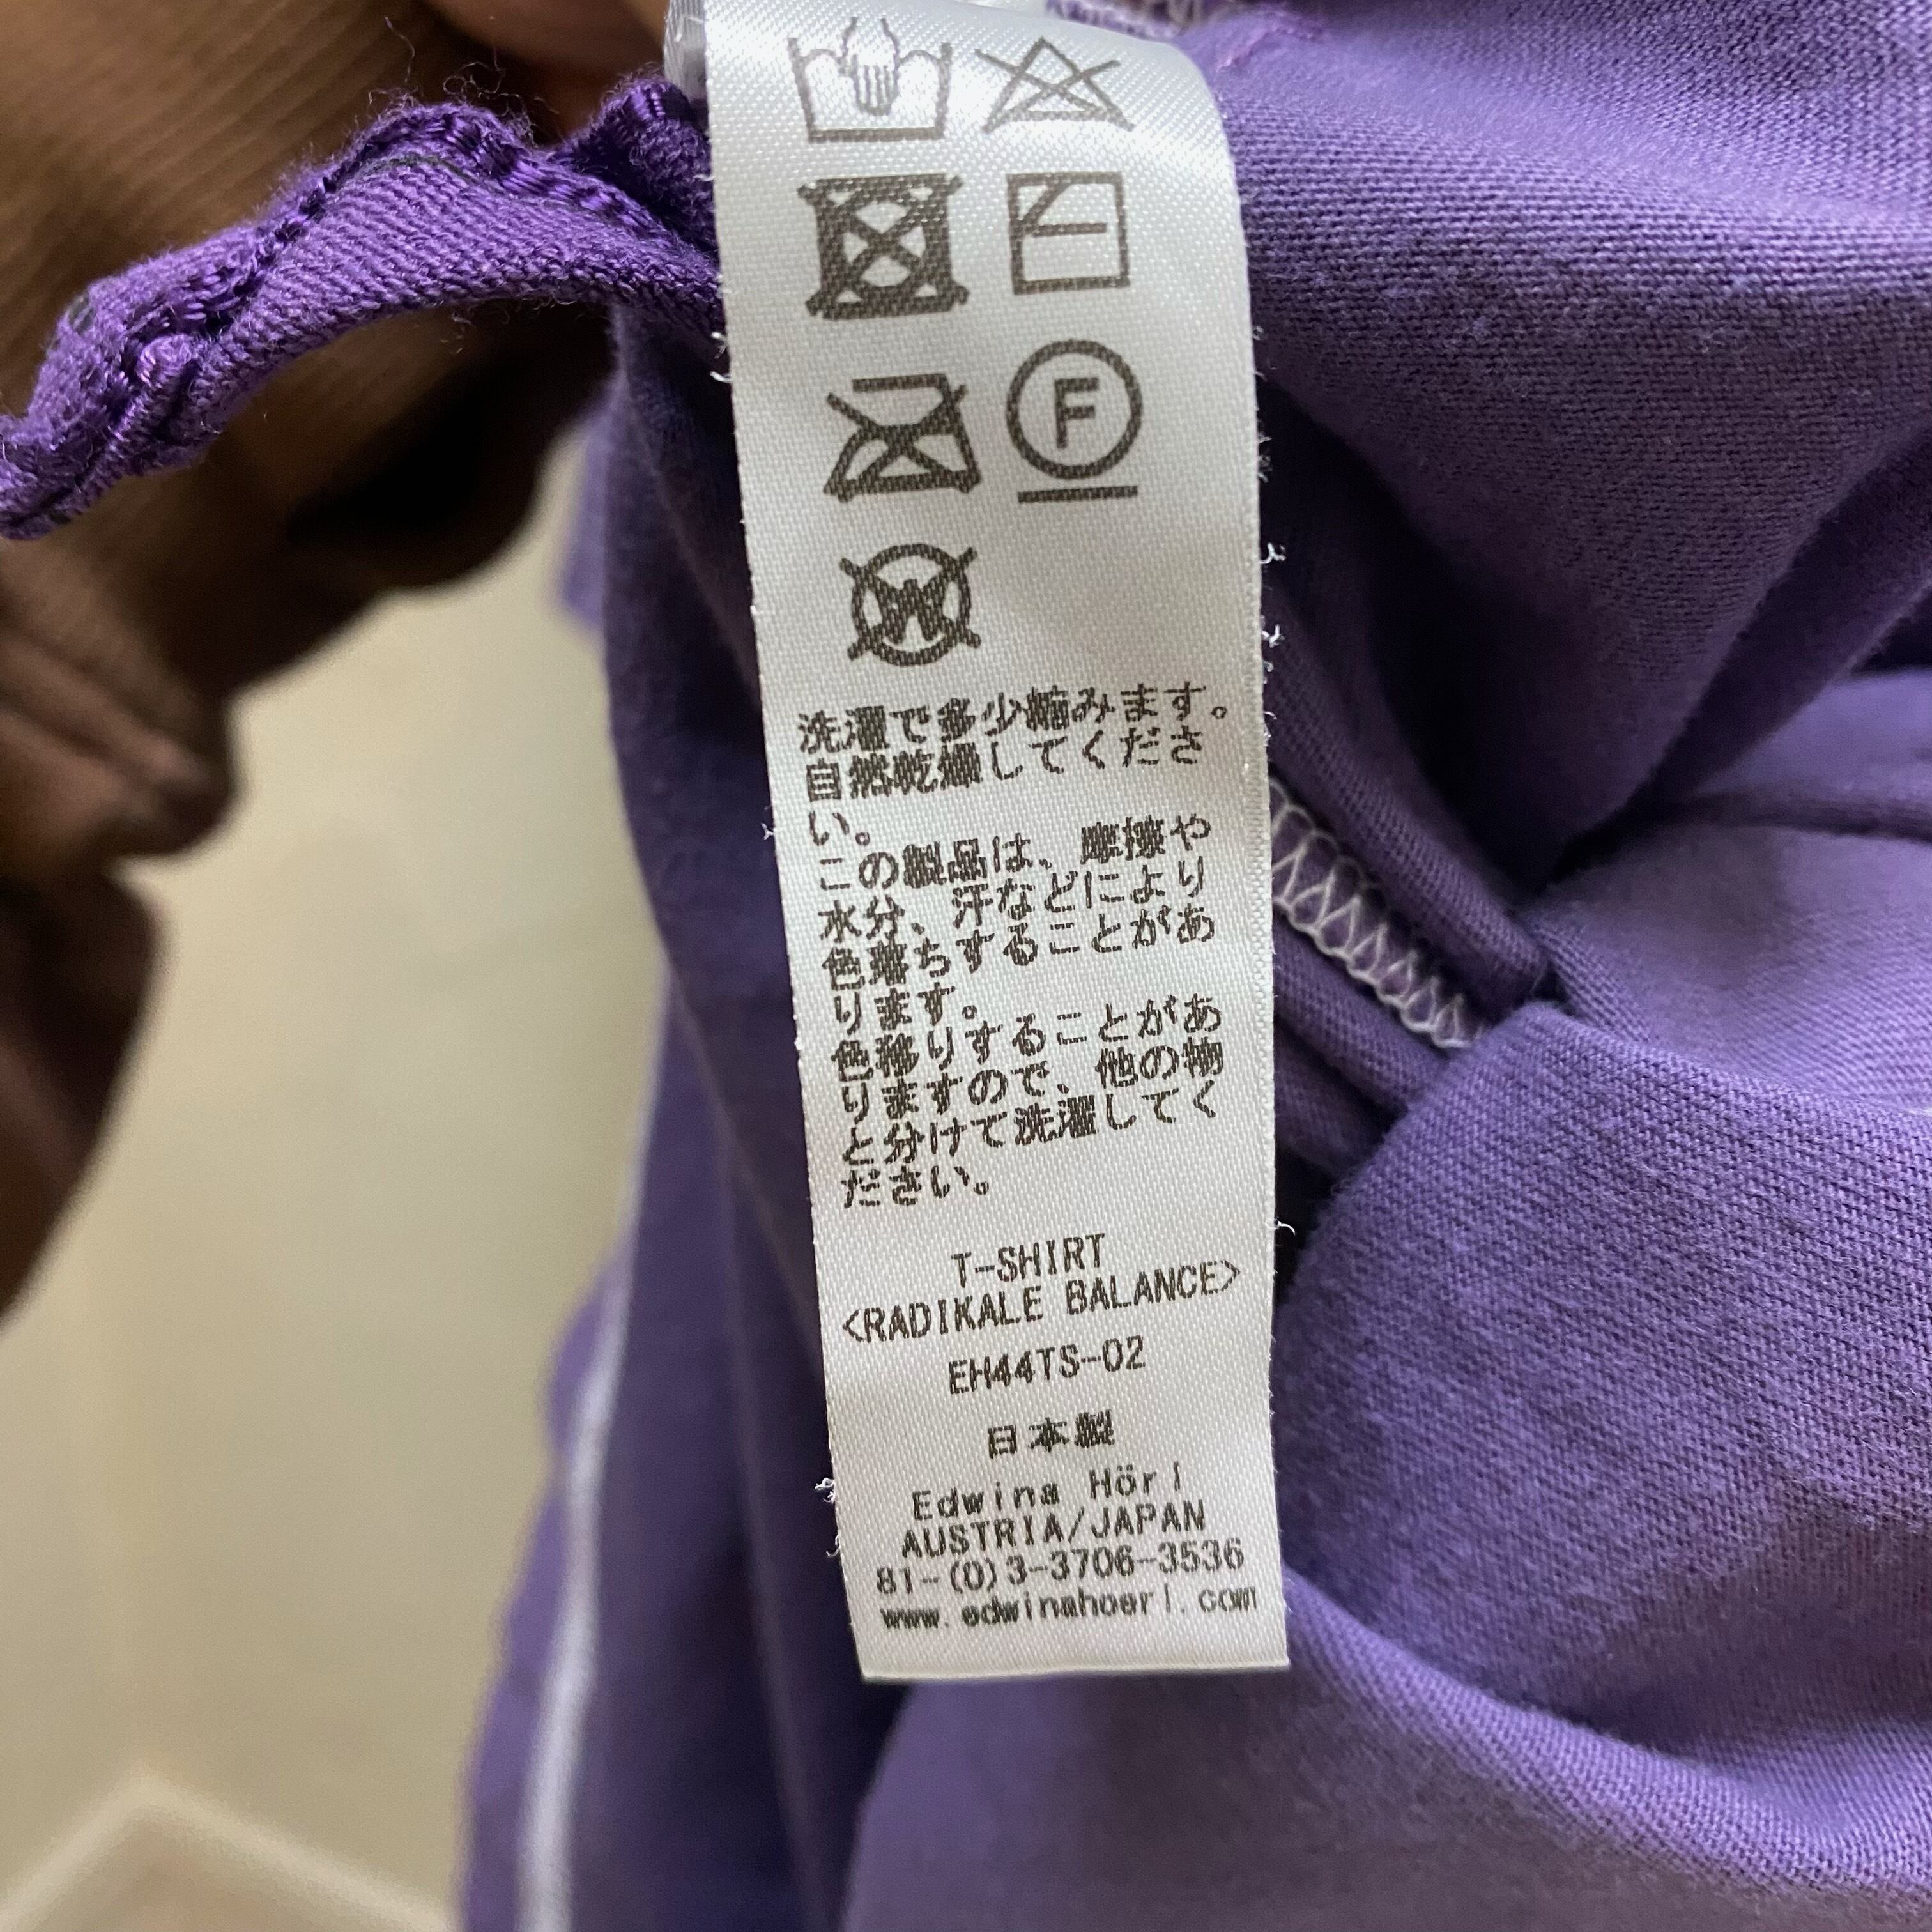 F
W
洗濯で多少縮みます。
自然乾燥してくださ
い。
この製品は、摩擦や
水分、汗などにより
色落ちすることがあ
ります。
色移りすることがあ
りますので、他の物
と分けて洗濯してく
ださい。
T-SHIRT
<RADIKALE BALANCE>
EH44TS-02
日本製
Edwina Hörl
AUSTRIA/JAPAN
81-(0)3-3706-3536
www.edwinahoerl.com